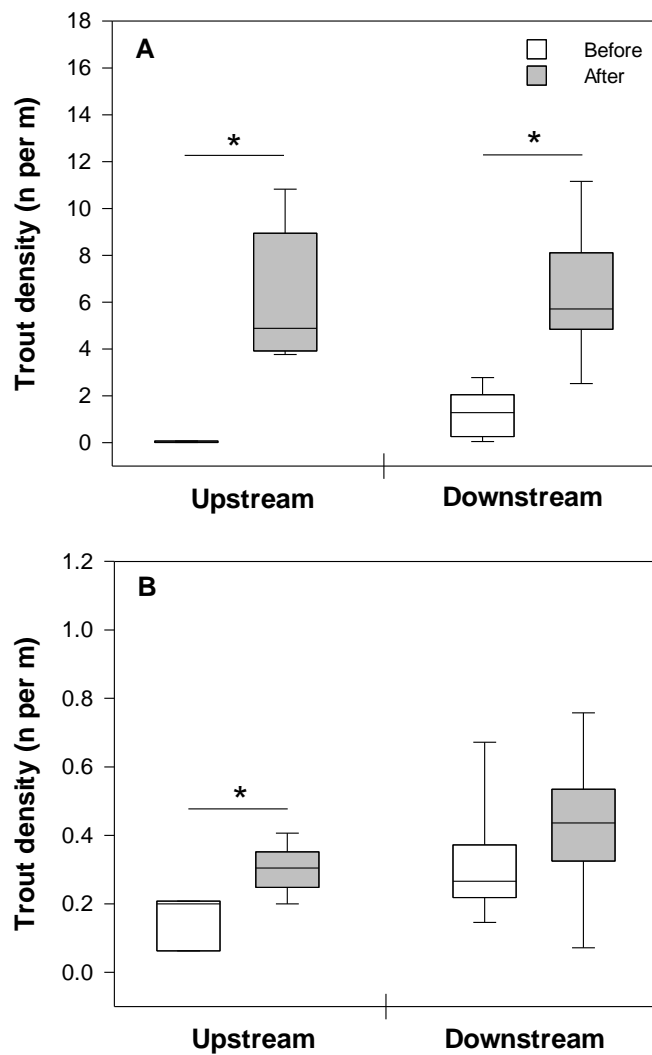 A
Before
After
Trout density (n per m)
18
16
14
12
10
8
6
4
2
0
*
*
Upstream
Downstream
B
Trout density (n per m)
1.2
1.0
0.8
0.6
0.4
0.2
0.0
*
Upstream
Downstream